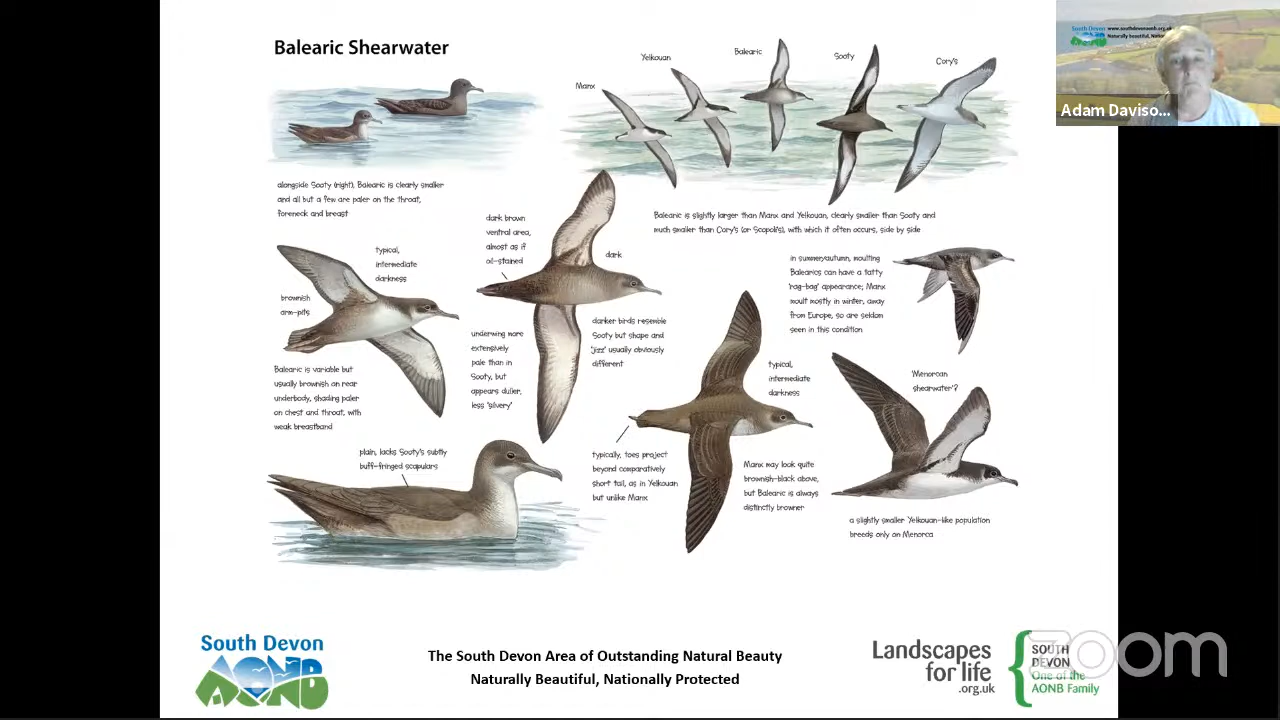 Balearic Shearwater
Manx
Yelkouan
Balearic
Sooty
Cory's
South Devon
www.southdevonaonb.org.uk
Adam Daviso...
alongside Sooty (right), Balearic is clearly smaller
and all but a few are paler on the throat,
foreneck and breast
Balearic is slightly larger than Manx and Yelkouan, clearly smaller than Sooty and
much smaller than Cory's (or Scopoli's), with which it often occurs, side by side
dark brown
ventral area,
almost as if
oil-stained
dark
typical,
intermediate
darkness
brownish
arm-pits
in summer/autumn, moulting
Balearics can have a tatty
'rag-bag' appearance; Manx
moult mostly in winter, away
from Europe, so are seldom
seen in this condition
underwing more
extensively
pale than in
Sooty, but
appears duller,
less 'silvery'
darker birds resemble
Sooty but shape and
'jizz' usually obviously
different
Balearic is variable but
usually brownish on rear
underbody, shading paler
on chest and throat, with
weak breastband
typical,
intermediate
darkness
'Menorcan
shearwater'?
plain, lacks Sooty's subtly
buff-fringed scapulars
typically, toes project
beyond comparatively
short tail, as in Yelkouan
but unlike Manx
Manx may look quite
brownish-black above,
but Balearic is always
distinctly browner
a slightly smaller Yelkouan-like population
breeds only on Menorca
South Devon
AONB
The South Devon Area of Outstanding Natural Beauty
Naturally Beautiful, Nationally Protected
Landscapes
for life
.org.uk
SOUTH
DEVON
One of the
AONB Family
zoom